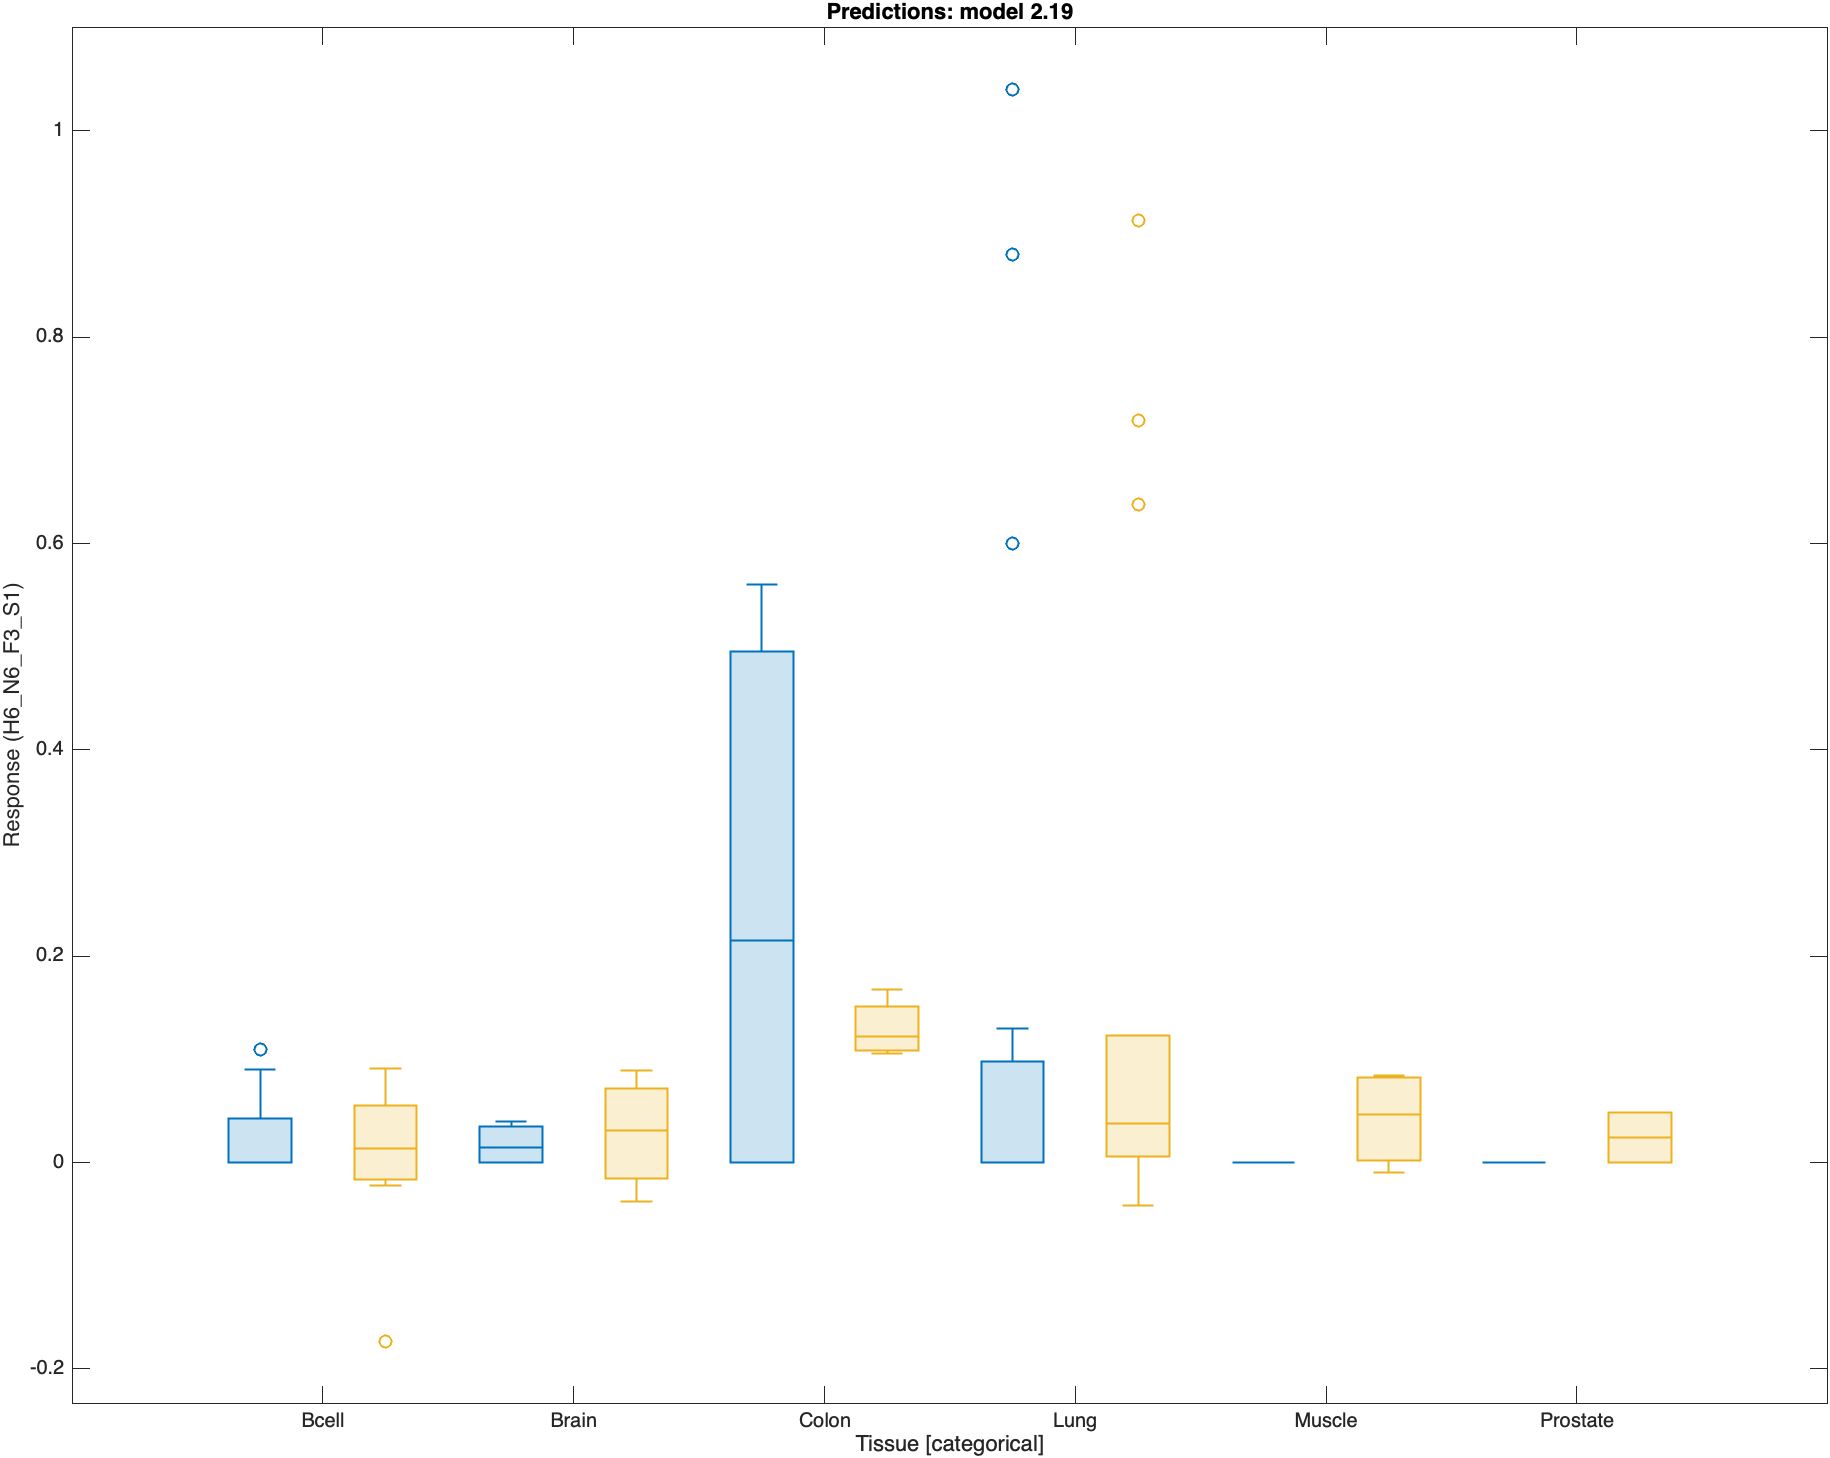 Predictions: model 2.19
1
0.8
0.6
0.4
0.2
0
-0.2
Response (H6_N6_F3_S1)
Bcell Brain Colon Lung Muscle Prostate
Tissue [categorical]